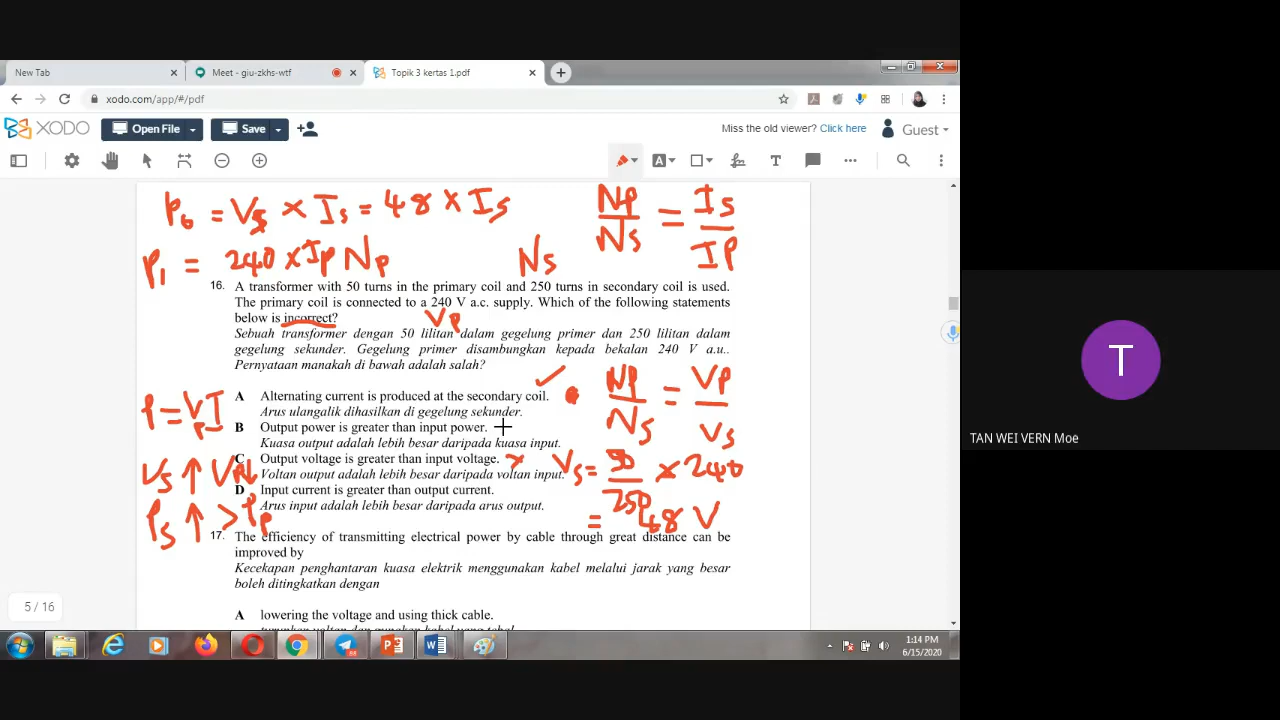 New Tab
Meet - giu-zkhs-wtf
Topik 3 kertas 1.pdf
xodo.com/app/#/pdf
XODO
Open File
Save
Miss the old viewer? Click here
Guest
Po = Vs × Is = 48 × Is
Np/Ns = Is/Ip
P1 = 240 × Ip Np Ns
16. A transformer with 50 turns in the primary coil and 250 turns in secondary coil is used.
The primary coil is connected to a 240 V a.c. supply. Which of the following statements
below is incorrect?
Vp
Sebuah transformer dengan 50 lilitan dalam gegelung primer dan 250 lilitan dalam
gegelung sekunder. Gegelung primer disambungkan kepada bekalan 240 V a.u..
Pernyataan manakah di bawah adalah salah?
A Alternating current is produced at the secondary coil. ✓
Arus ulangalik dihasilkan di gegelung sekunder.
Np/Ns = Vp/Vs
P = VI
P
B Output power is greater than input power.
Kuasa output adalah lebih besar daripada kuasa input.
C Output voltage is greater than input voltage. ×
Voltan output adalah lebih besar daripada voltan input.
Vs = 50/250 × 240
= 48 V
Vs ↑
D Input current is greater than output current.
Arus input adalah lebih besar daripada arus output.
Ps ↑ > Pp
17. The efficiency of transmitting electrical power by cable through great distance can be
improved by
Kecekapan penghantaran kuasa elektrik menggunakan kabel melalui jarak yang besar
boleh ditingkatkan dengan
A lowering the voltage and using thick cable.
5 / 16
1:14 PM
6/15/2020
T
TAN WEI VERN Moe